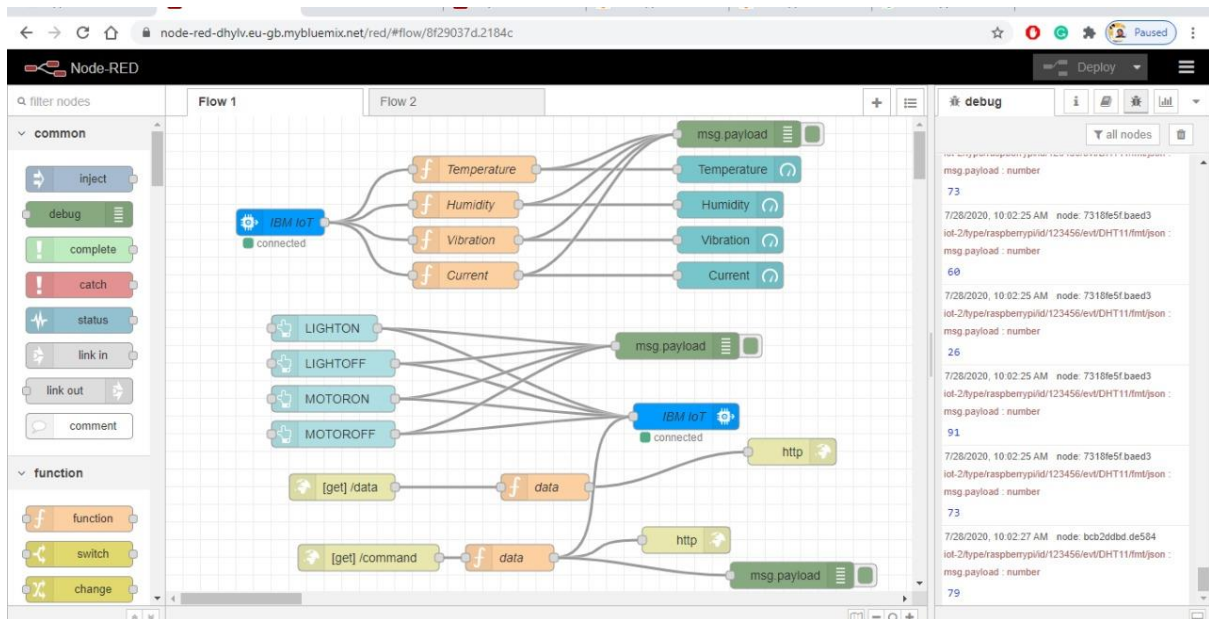 node-red-dhylv.eu-gb.mybluemix.net/red/#flow/8f29037d.2184c
Paused
Node-RED
Deploy
filter nodes
Flow 1
Flow 2
debug
i
all nodes
common
inject
debug
complete
catch
status
link in
link out
comment
function
function
switch
change
msg.payload
Temperature
Temperature
Humidity
Humidity
IBM IoT
connected
Vibration
Vibration
Current
Current
LIGHTON
LIGHTOFF
MOTORON
MOTOROFF
msg.payload
IBM IoT
connected
http
[get] /data
data
http
[get] /command
data
msg.payload
iot-2/type/raspberrypi/id/123456/evt/DHT11/fmt/json :
msg.payload : number
73
7/28/2020, 10:02:25 AM node: 7318fe5f.baed3
iot-2/type/raspberrypi/id/123456/evt/DHT11/fmt/json :
msg.payload : number
60
7/28/2020, 10:02:25 AM node: 7318fe5f.baed3
iot-2/type/raspberrypi/id/123456/evt/DHT11/fmt/json :
msg.payload : number
26
7/28/2020, 10:02:25 AM node: 7318fe5f.baed3
iot-2/type/raspberrypi/id/123456/evt/DHT11/fmt/json :
msg.payload : number
91
7/28/2020, 10:02:25 AM node: 7318fe5f.baed3
iot-2/type/raspberrypi/id/123456/evt/DHT11/fmt/json :
msg.payload : number
73
7/28/2020, 10:02:27 AM node: bcb2ddbd.de584
iot-2/type/raspberrypi/id/123456/evt/DHT11/fmt/json :
msg.payload : number
79